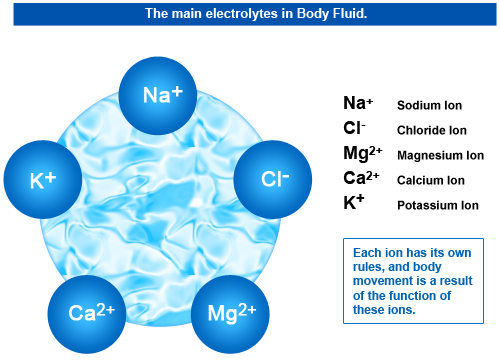 The main electrolytes in Body Fluid.
Na⁺
K⁺
Cl⁻
Ca²⁺
Mg²⁺
Na⁺ Sodium Ion
Cl⁻ Chloride Ion
Mg²⁺ Magnesium Ion
Ca²⁺ Calcium Ion
K⁺ Potassium Ion
Each ion has its own
rules, and body
movement is a result
of the function of
these ions.